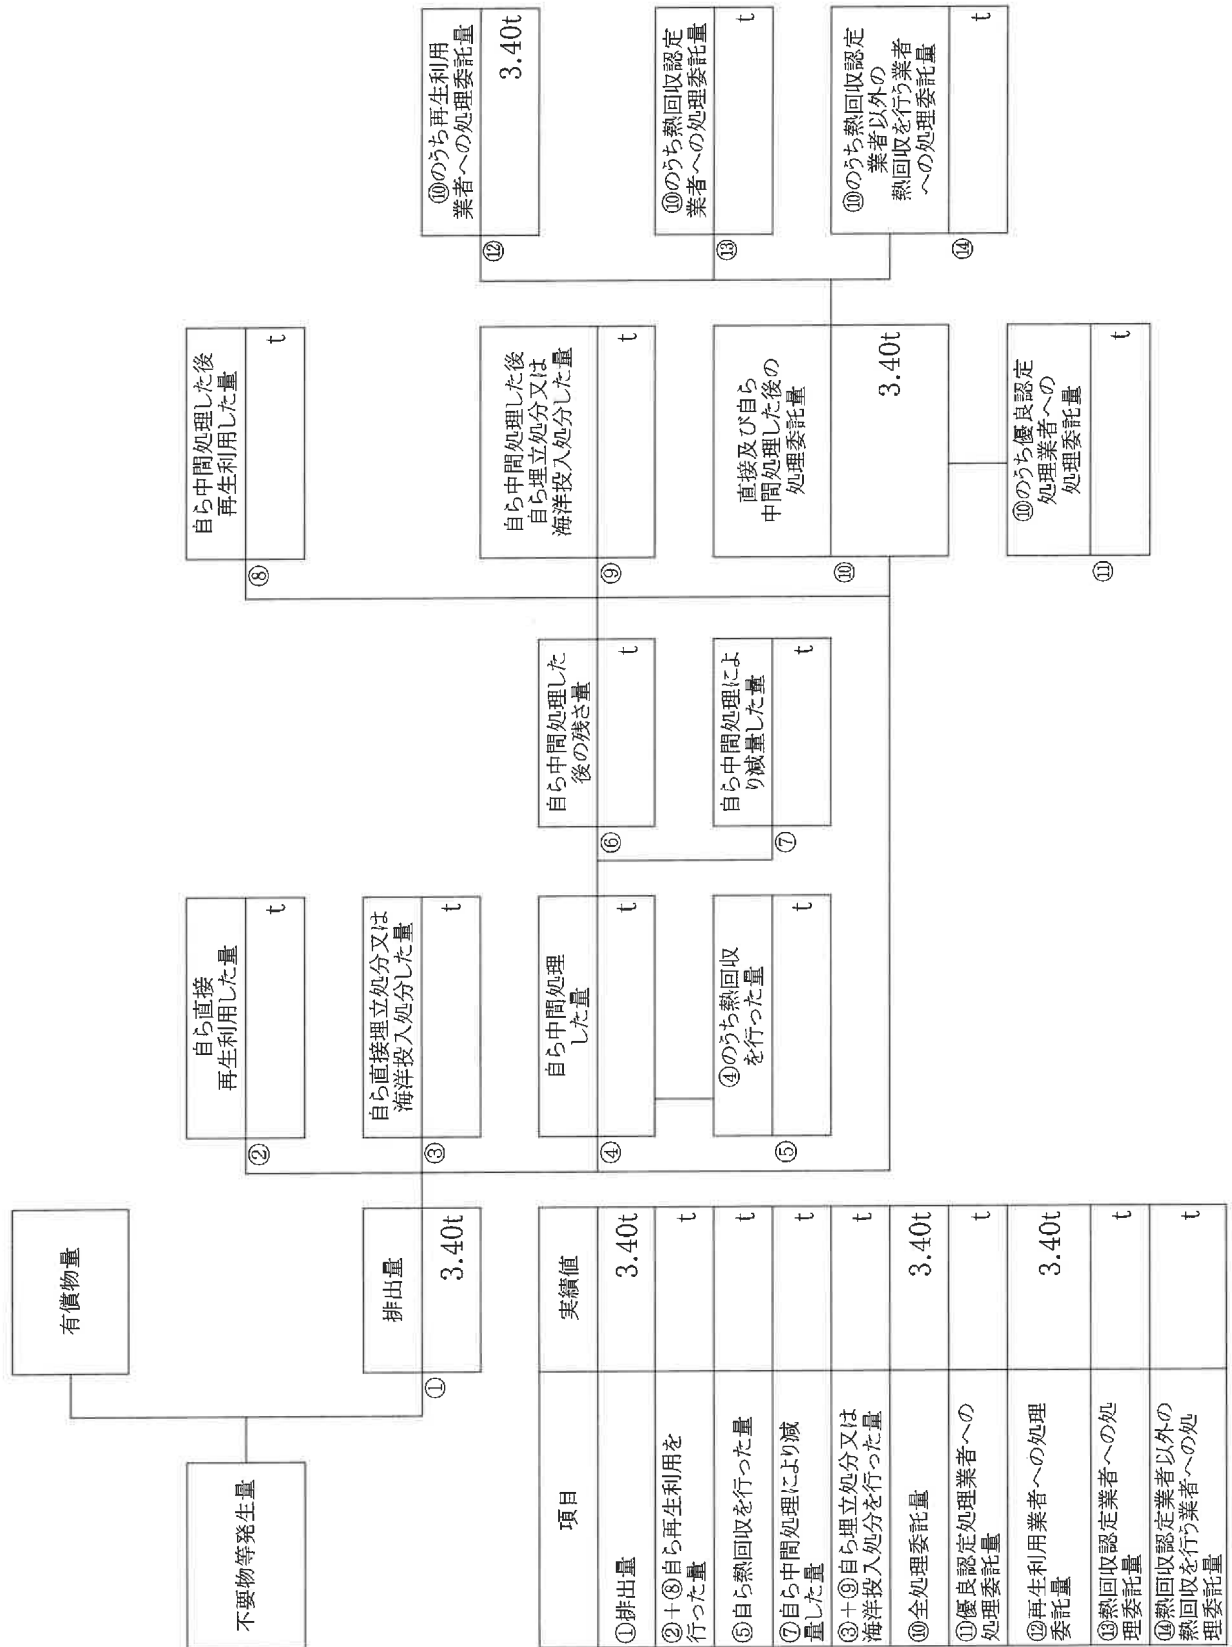 不要物等発生量
有償物量
排出量
①
3.40t
自ら直接
再生利用した量
②
t
自ら直接埋立処分又は
海洋投入処分した量
③
t
自ら中間処理
した量
④
t
④のうち熱回収
を行った量
⑤
t
自ら中間処理した
後の残さ量
⑥
t
自ら中間処理によ
り減量した量
⑦
t
自ら中間処理した後
再生利用した量
⑧
t
自ら中間処理した後
自ら埋立処分又は
海洋投入処分した量
⑨
t
直接及び自ら
中間処理した後の
処理委託量
⑩
3.40t
⑩のうち優良認定
処理業者への
処理委託量
⑪
t
⑩のうち再生利用
業者への処理委託量
⑫
3.40t
⑩のうち熱回収認定
業者への処理委託量
⑬
t
⑩のうち熱回収認定
業者以外の
熱回収を行う業者
への処理委託量
⑭
t
項目 実績値
①排出量 3.40t
②+⑧自ら再生利用を
行った量 t
⑤自ら熱回収を行った量 t
⑦自ら中間処理により減
量した量 t
③+⑨自ら埋立処分又は
海洋投入処分を行った量 t
⑩全処理委託量 3.40t
⑪優良認定処理業者への
処理委託量 t
⑫再生利用業者への処理
委託量 3.40t
⑬熱回収認定業者への処
理委託量 t
⑭熱回収認定業者以外の
熱回収を行う業者への処
理委託量 t